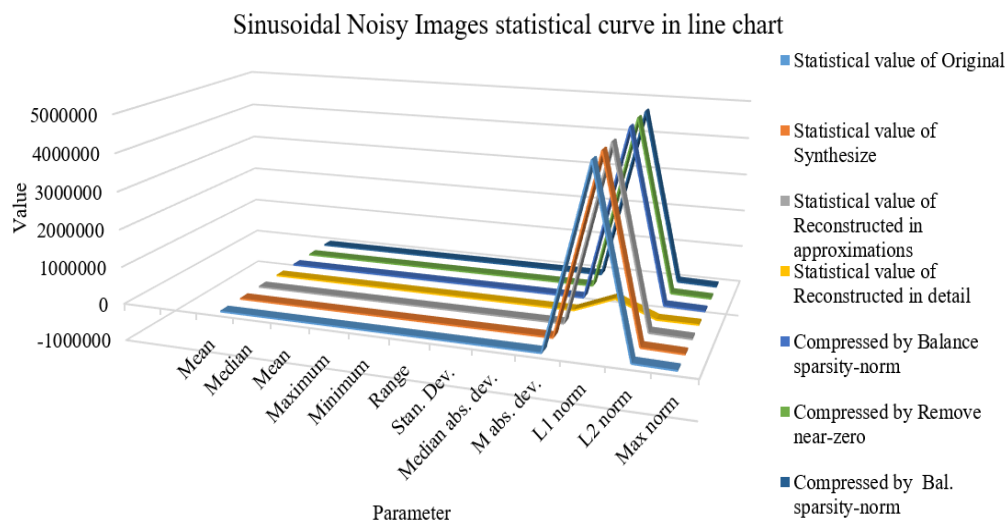 Sinusoidal Noisy Images statistical curve in line chart
5000000
4000000
3000000
2000000
1000000
0
-1000000
Value
Mean
Median
Mean
Maximum
Minimum
Range
Stan. Dev.
Median abs. dev.
M abs. dev.
L1 norm
L2 norm
Max norm
Parameter
Statistical value of Original
Statistical value of
Synthesize
Statistical value of
Reconstructed in
approximations
Statistical value of
Reconstructed in detail
Compressed by Balance
sparsity-norm
Compressed by Remove
near-zero
Compressed by Bal.
sparsity-norm